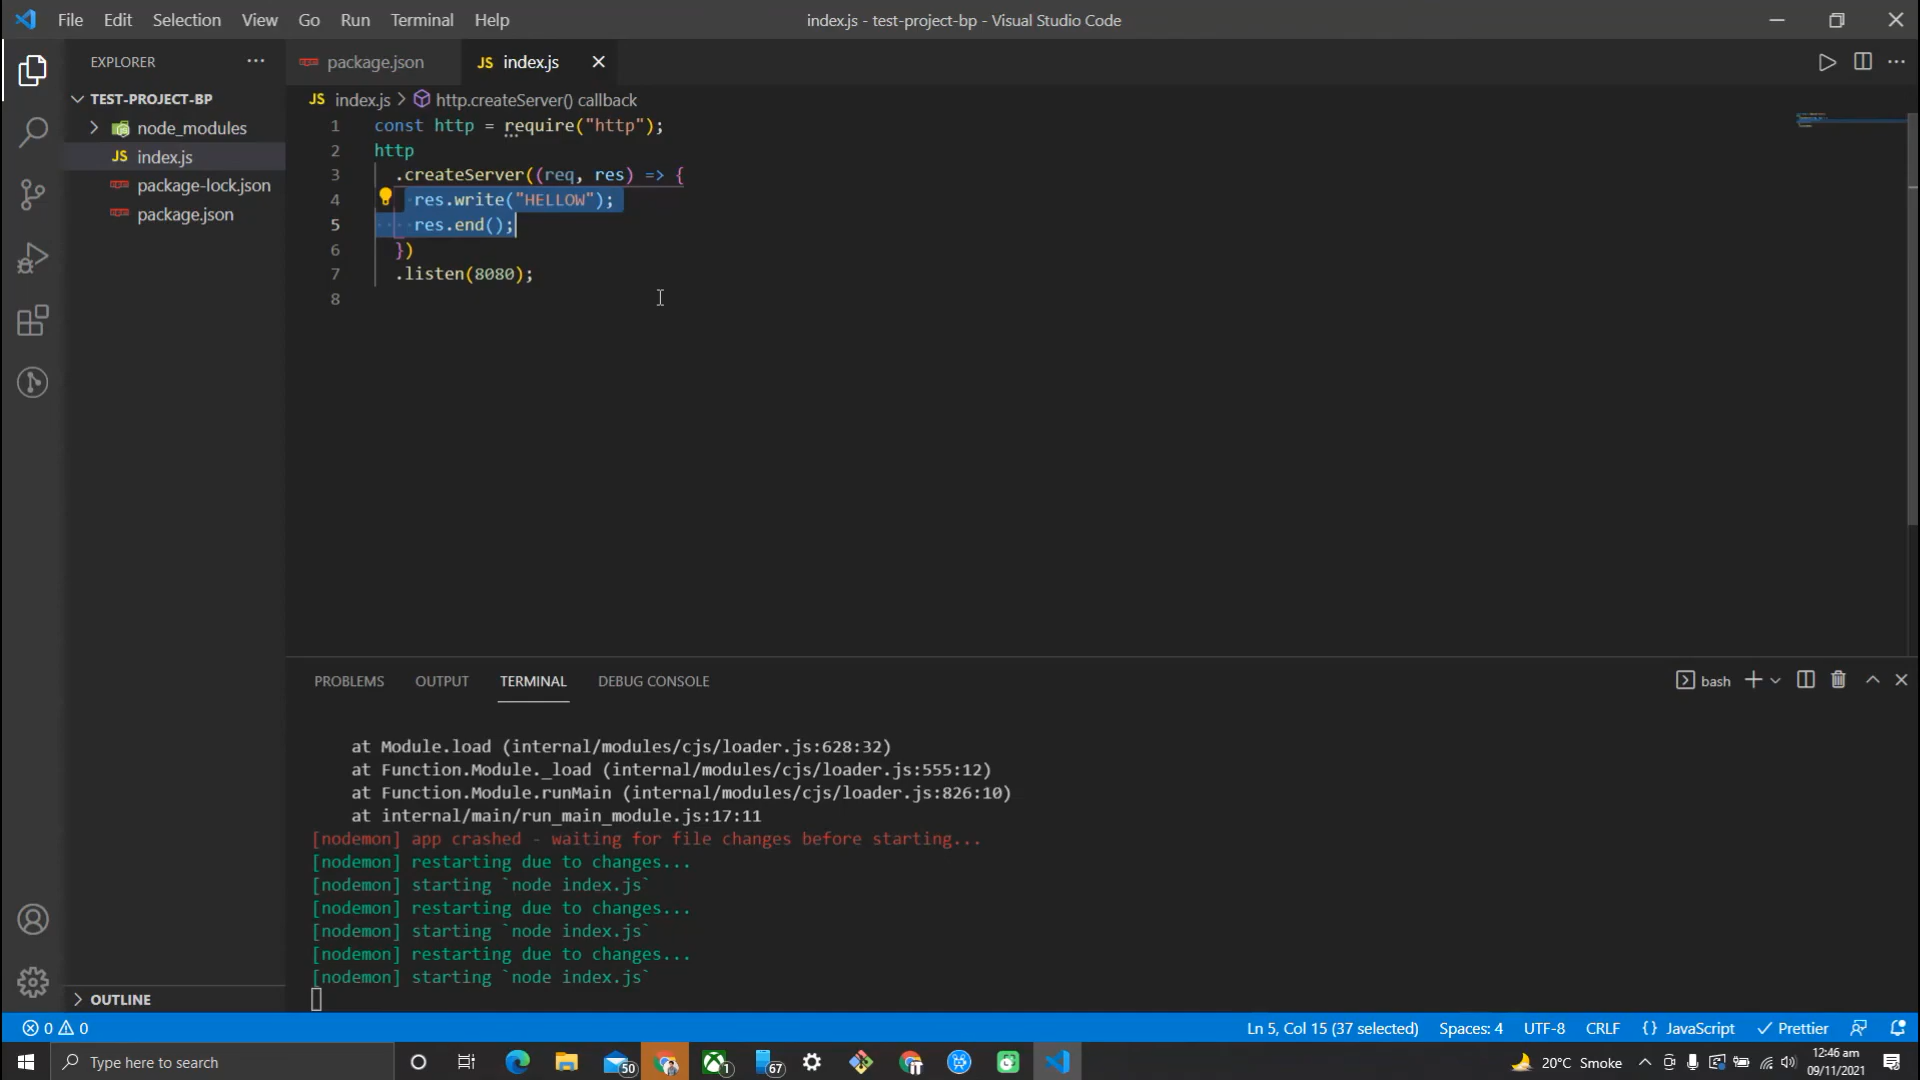 File Edit Selection View Go Run Terminal Help
index.js - test-project-bp - Visual Studio Code
EXPLORER ···
package.json
JS index.js
TEST-PROJECT-BP
JS index.js > http.createServer() callback
node_modules
JS index.js
package-lock.json
package.json
1 const http = require("http");
2 http
3 .createServer((req, res) => {
4 res.write("HELLOW");
5 res.end();
6 })
7 .listen(8080);
8
PROBLEMS OUTPUT TERMINAL DEBUG CONSOLE
bash
at Module.load (internal/modules/cjs/loader.js:628:32)
at Function.Module._load (internal/modules/cjs/loader.js:555:12)
at Function.Module.runMain (internal/modules/cjs/loader.js:826:10)
at internal/main/run_main_module.js:17:11
[nodemon] app crashed - waiting for file changes before starting...
[nodemon] restarting due to changes...
[nodemon] starting `node index.js`
[nodemon] restarting due to changes...
[nodemon] starting `node index.js`
[nodemon] restarting due to changes...
[nodemon] starting `node index.js`
OUTLINE
0 0
Ln 5, Col 15 (37 selected) Spaces: 4 UTF-8 CRLF {} JavaScript Prettier
Type here to search
50
1
67
20°C Smoke
12:46 am
09/11/2021